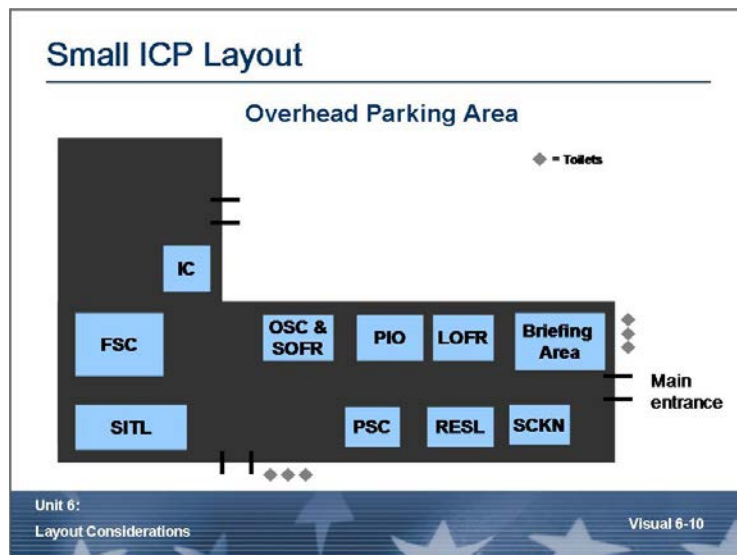 Small ICP Layout
Overhead Parking Area
= Toilets
IC
FSC
OSC &
SOFR
PIO
LOFR
Briefing
Area
Main
entrance
SITL
PSC
RESL
SCKN
Unit 6:
Layout Considerations
Visual 6-10